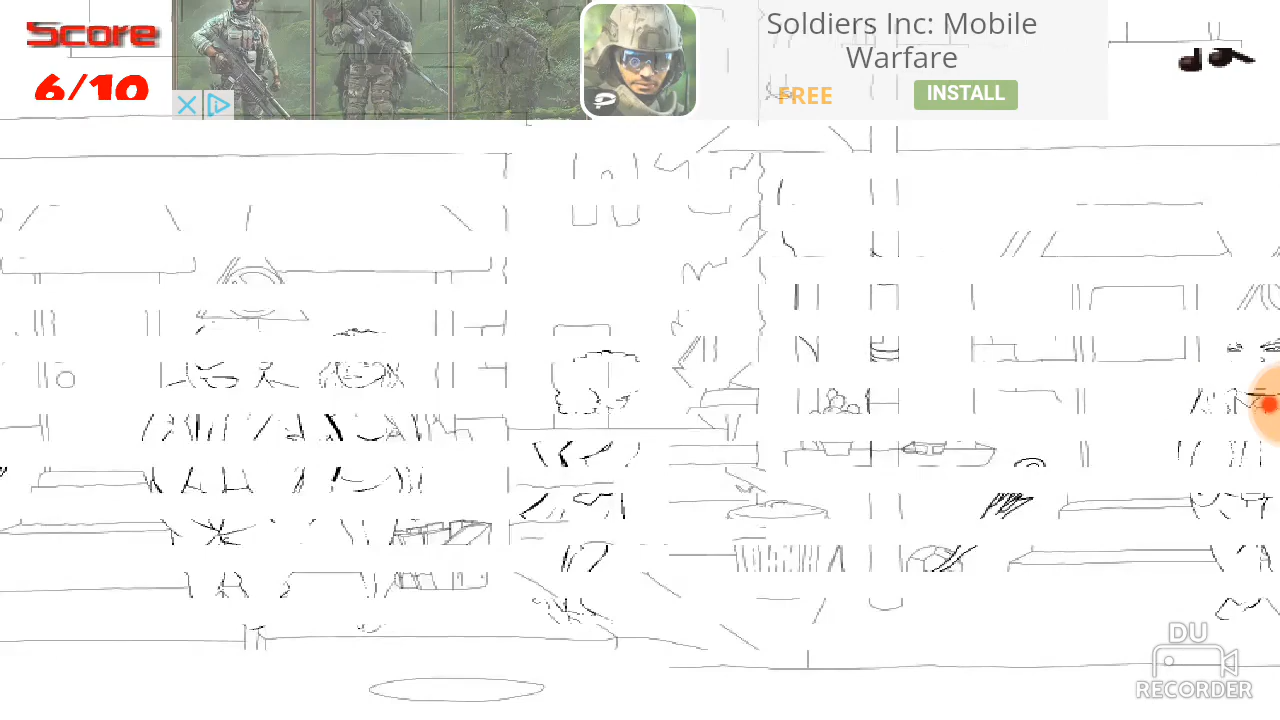 Score
6/10
Soldiers Inc: Mobile
Warfare
FREE
INSTALL
DU
RECORDER